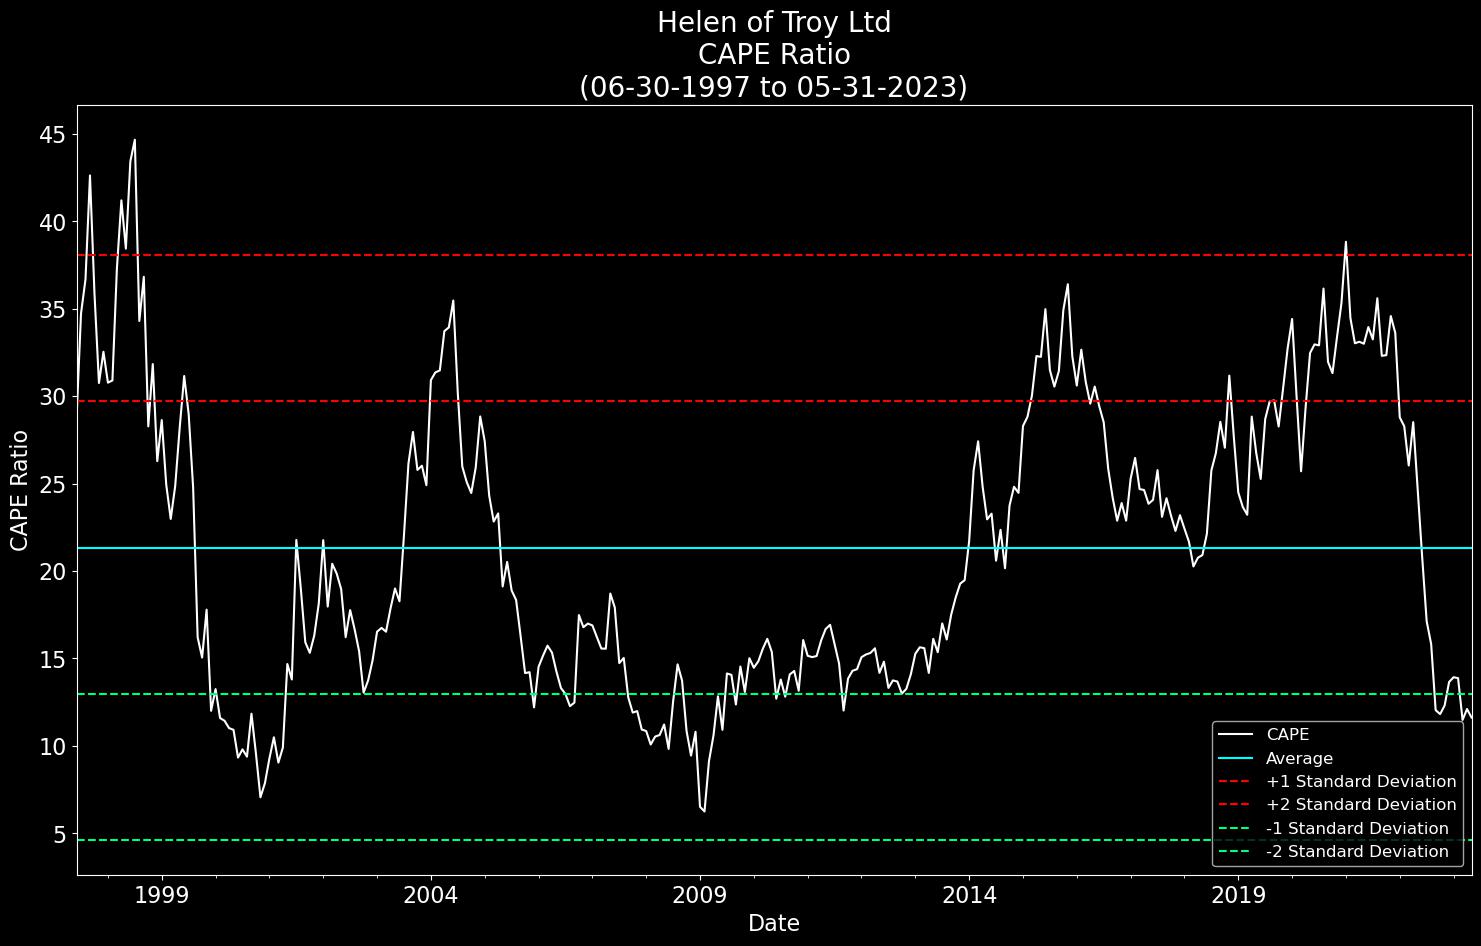 Helen of Troy Ltd
CAPE Ratio
(06-30-1997 to 05-31-2023)
CAPE Ratio
45
40
35
30
25
20
15
10
5
CAPE
Average
+1 Standard Deviation
+2 Standard Deviation
-1 Standard Deviation
-2 Standard Deviation
1999 2004 2009 2014 2019
Date